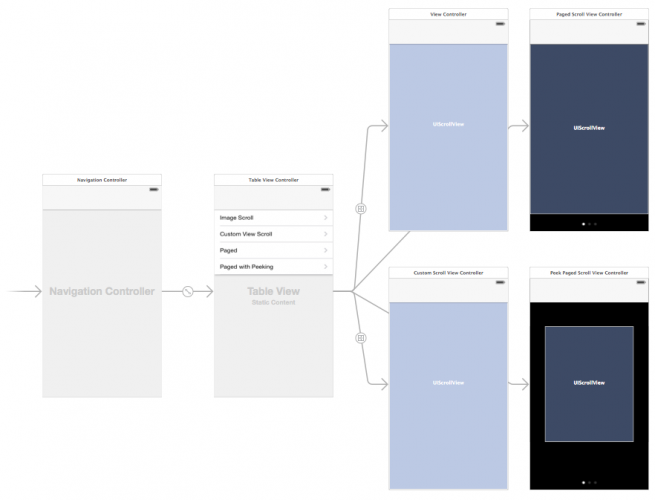 View Controller
UIScrollView
Paged Scroll View Controller
UIScrollView
Navigation Controller
Navigation Controller
Table View Controller
Image Scroll
Custom View Scroll
Paged
Paged with Peeking
Table View
Static Content
Custom Scroll View Controller
UIScrollView
Peek Paged Scroll View Controller
UIScrollView